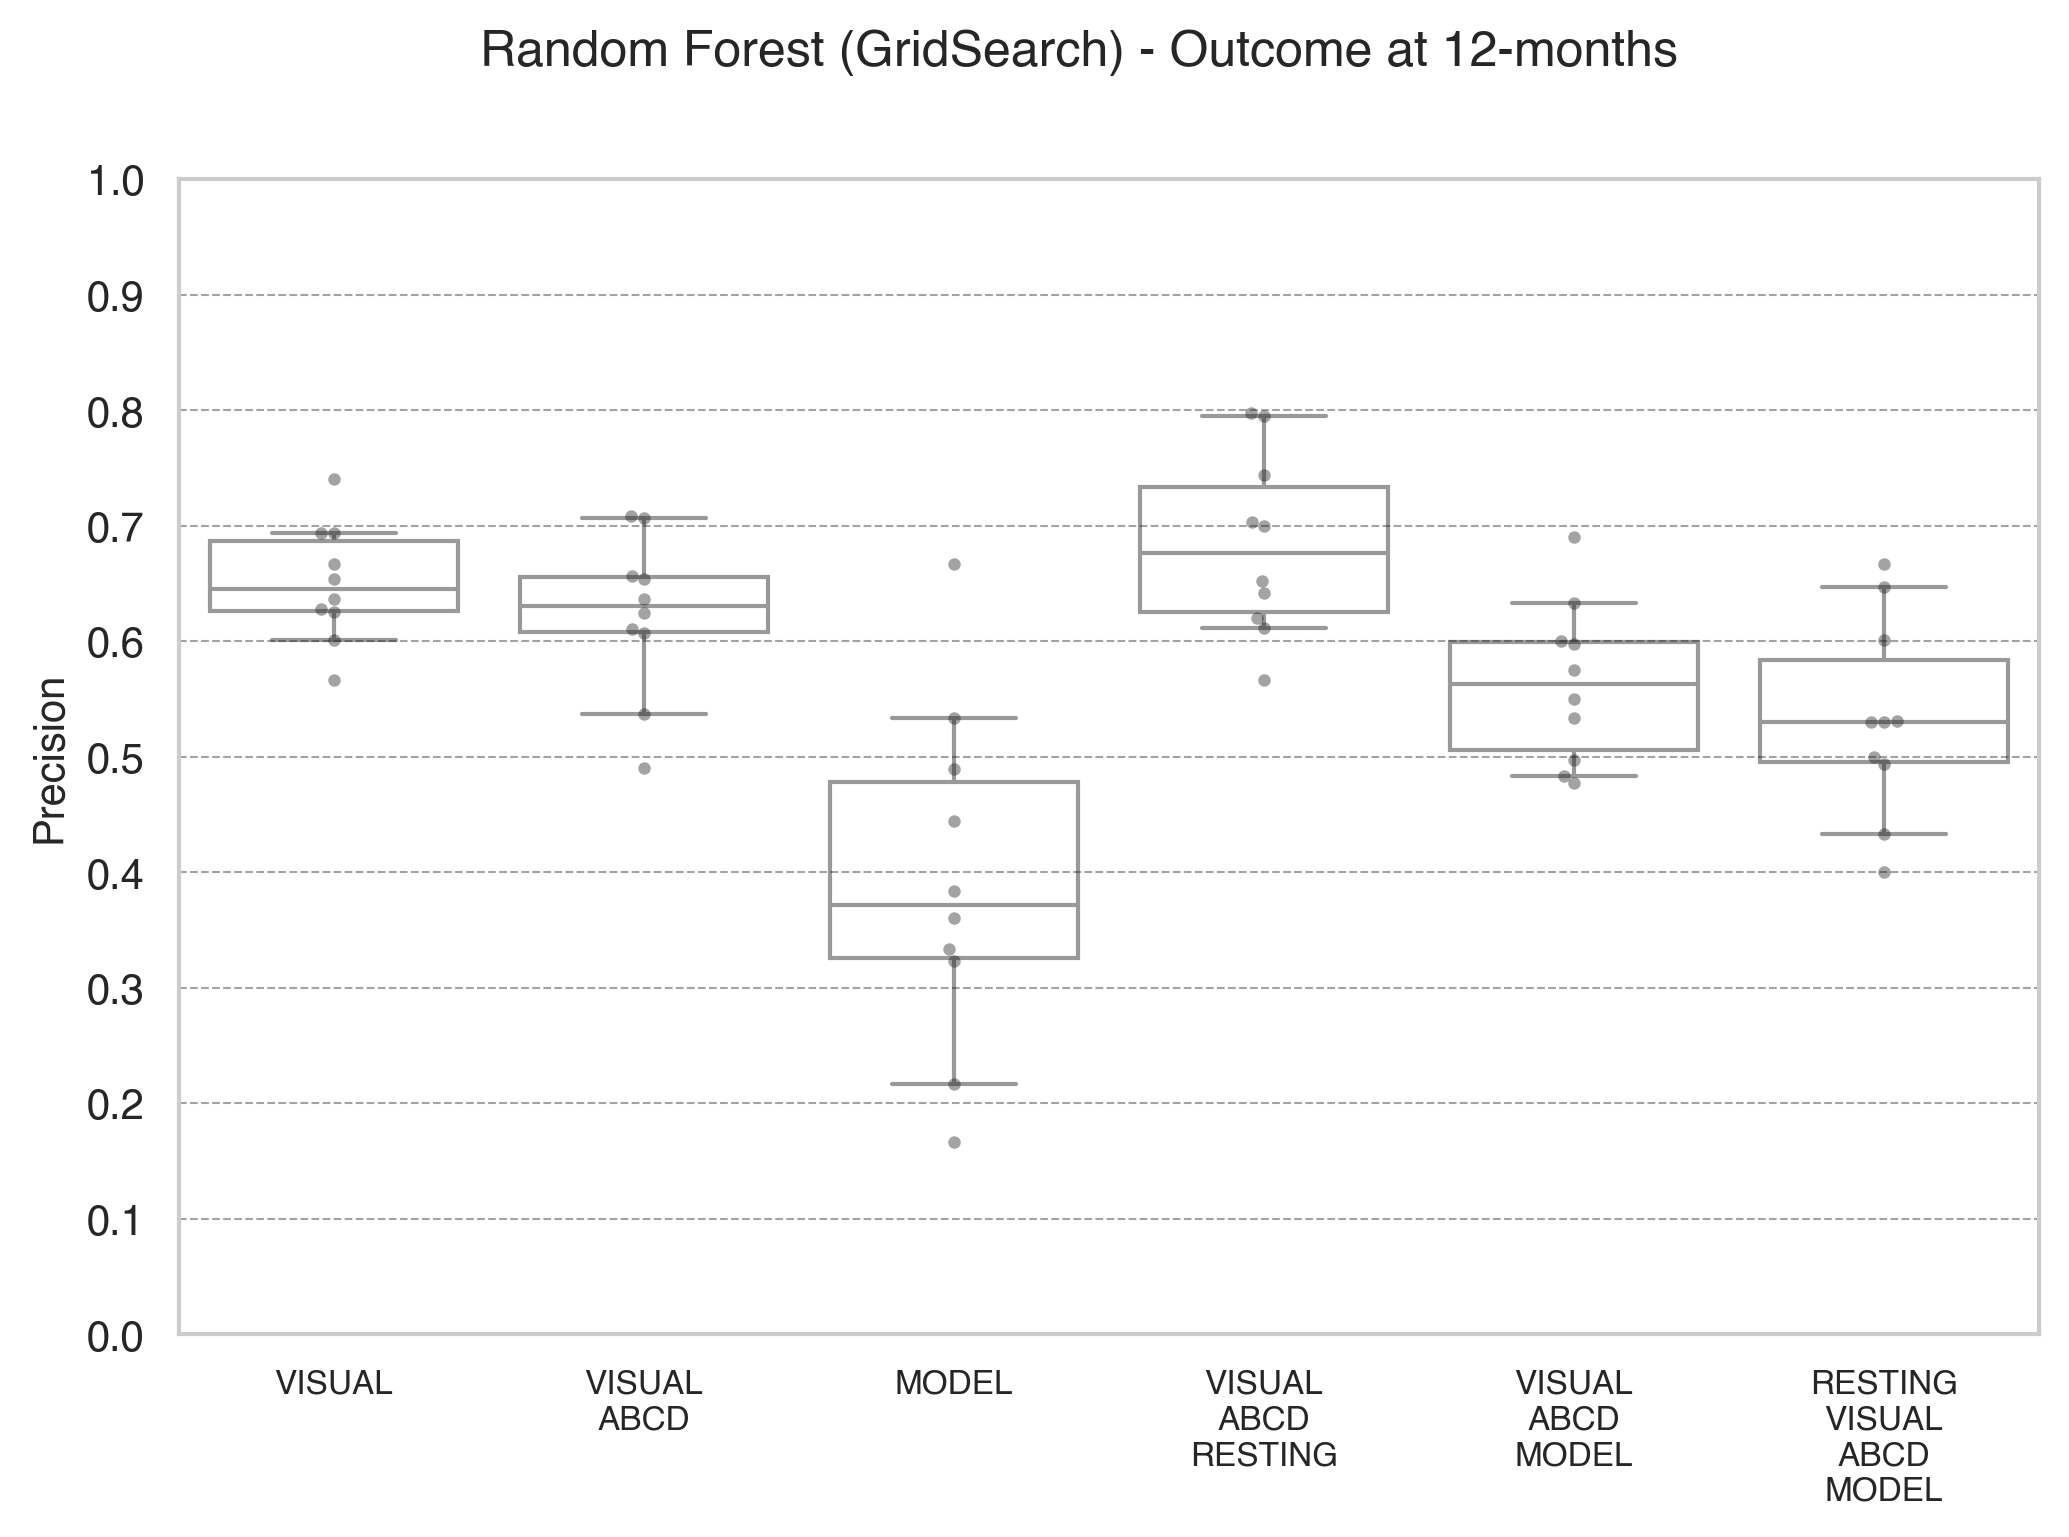 Random Forest (GridSearch) - Outcome at 12-months
Precision
1.0
0.9
0.8
0.7
0.6
0.5
0.4
0.3
0.2
0.1
0.0
VISUAL
VISUAL
ABCD
MODEL
VISUAL
ABCD
RESTING
VISUAL
ABCD
MODEL
RESTING
VISUAL
ABCD
MODEL